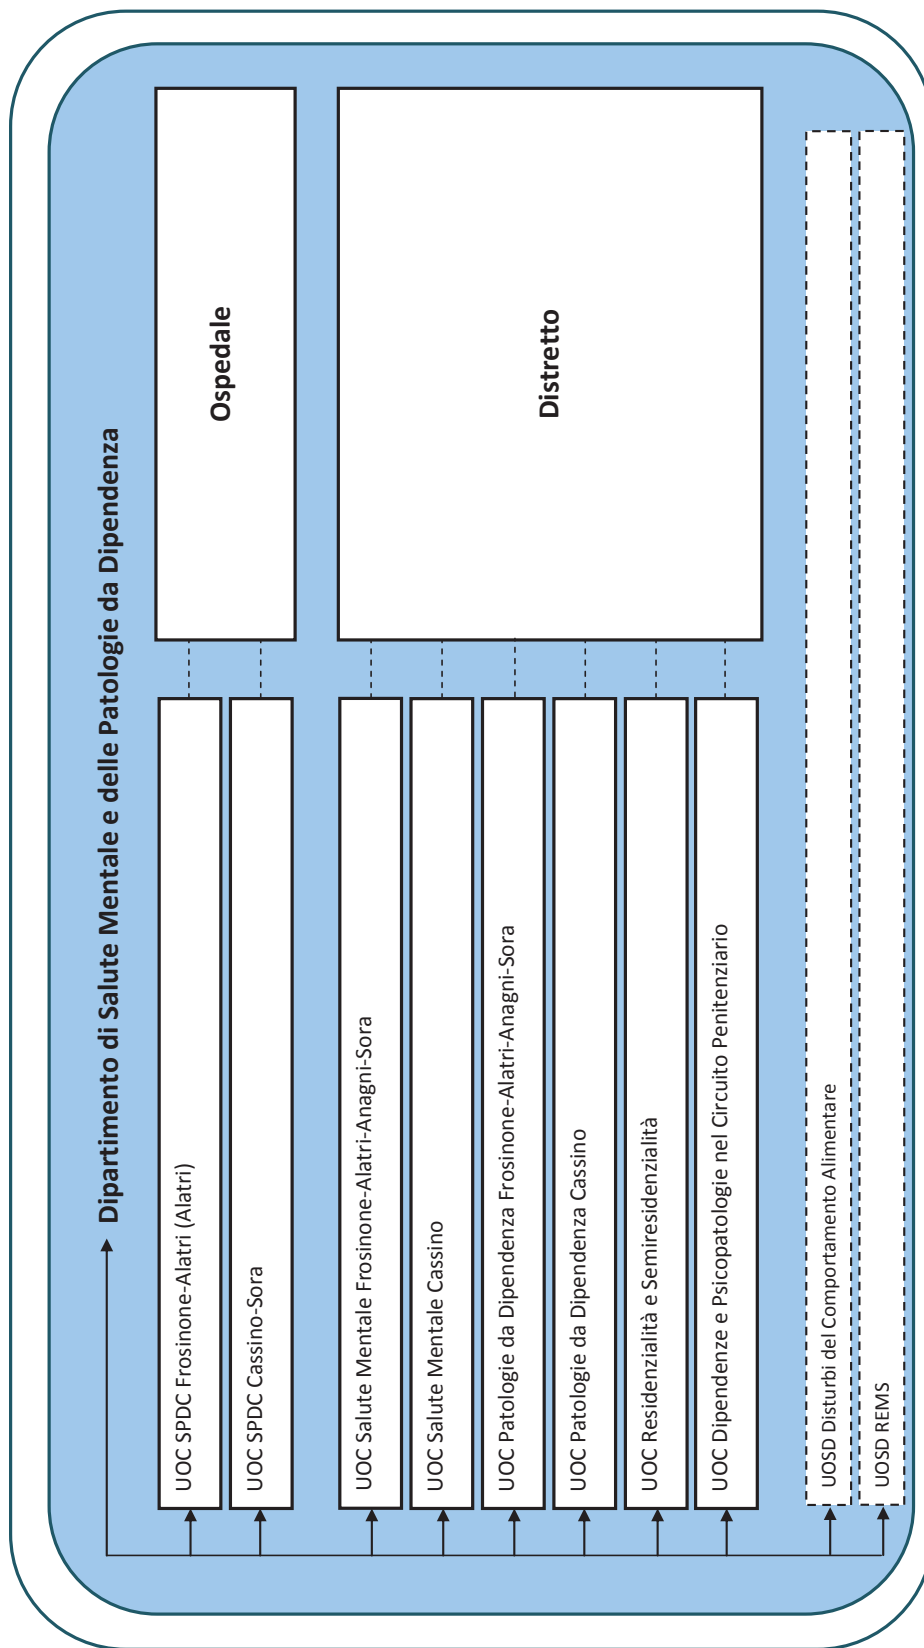 Dipartimento di Salute Mentale e delle Patologie da Dipendenza
UOC SPDC Frosinone-Alatri (Alatri)
UOC SPDC Cassino-Sora
Ospedale
UOC Salute Mentale Frosinone-Alatri-Anagni-Sora
UOC Salute Mentale Cassino
UOC Patologie da Dipendenza Frosinone-Alatri-Anagni-Sora
UOC Patologie da Dipendenza Cassino
UOC Residenzialità e Semiresidenzialità
UOC Dipendenze e Psicopatologie nel Circuito Penitenziario
Distretto
UOSD Disturbi del Comportamento Alimentare
UOSD REMS